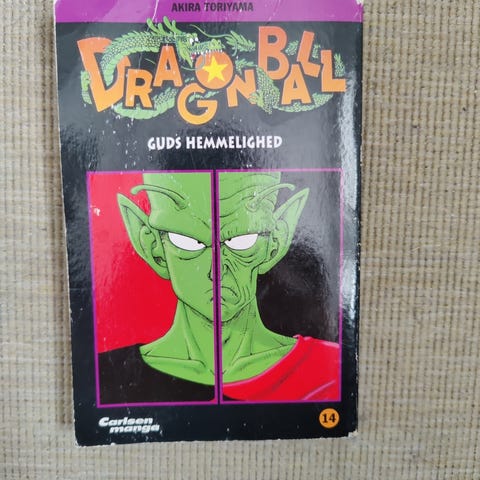 AKIRA TORIYAMA
DRAGONBALL
GUDS HEMMELIGHED
14
Carlsen
manga